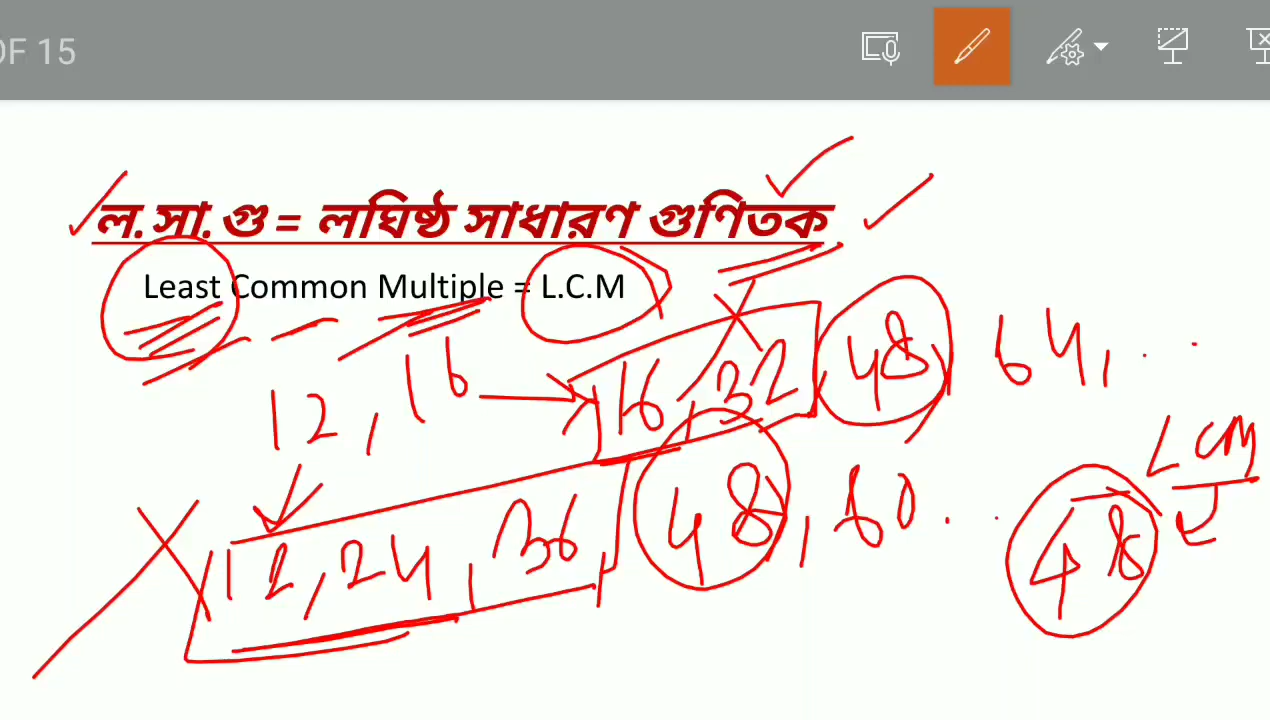 OF 15
ল.সা.গু = লঘিষ্ঠ সাধারণ গুণিতক
Least Common Multiple = L.C.M
12, 16 16, 32, 48, 64, ..
12, 24, 36, 48, 60 ..
LCM
48